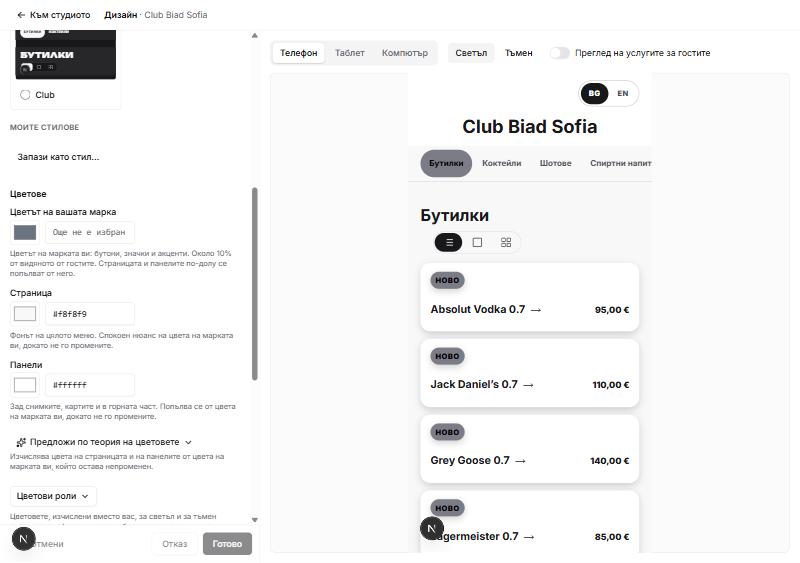 ← Към студиото
Дизайн · Club Biad Sofia
БУТИЛКИ
Club
МОИТЕ СТИЛОВЕ
Запази като стил...
Цветове
Цветът на вашата марка
Още не е избран
Цветът на марката ви: бутони, значки и акценти. Около 10%
от видяното от гостите. Страницата и панелите по-долу се
попълват от него.
Страница
#f8f8f9
Фонът на цялото меню. Спокоен нюанс на цвета на марката
ви, докато не го промените.
Панели
#ffffff
Зад снимките, картите и в горната част. Попълва се от цвета
на марката ви, докато не го промените.
Предложи по теория на цветовете
Изчислява цвета на страницата и на панелите от цвета на
марката ви, който остава непроменен.
Цветови роли
Цветовете, изчислени вместо вас, за светъл и за тъмен
N
Отказ
Готово
Телефон
Таблет
Компютър
Светъл
Тъмен
Преглед на услугите за гостите
BG
EN
Club Biad Sofia
Бутилки
Коктейли
Шотове
Спиртни напит
Бутилки
НОВО
Absolut Vodka 0.7 →
95,00 €
НОВО
Jack Daniel’s 0.7 →
110,00 €
НОВО
Grey Goose 0.7 →
140,00 €
НОВО
N
agermeister 0.7 →
85,00 €